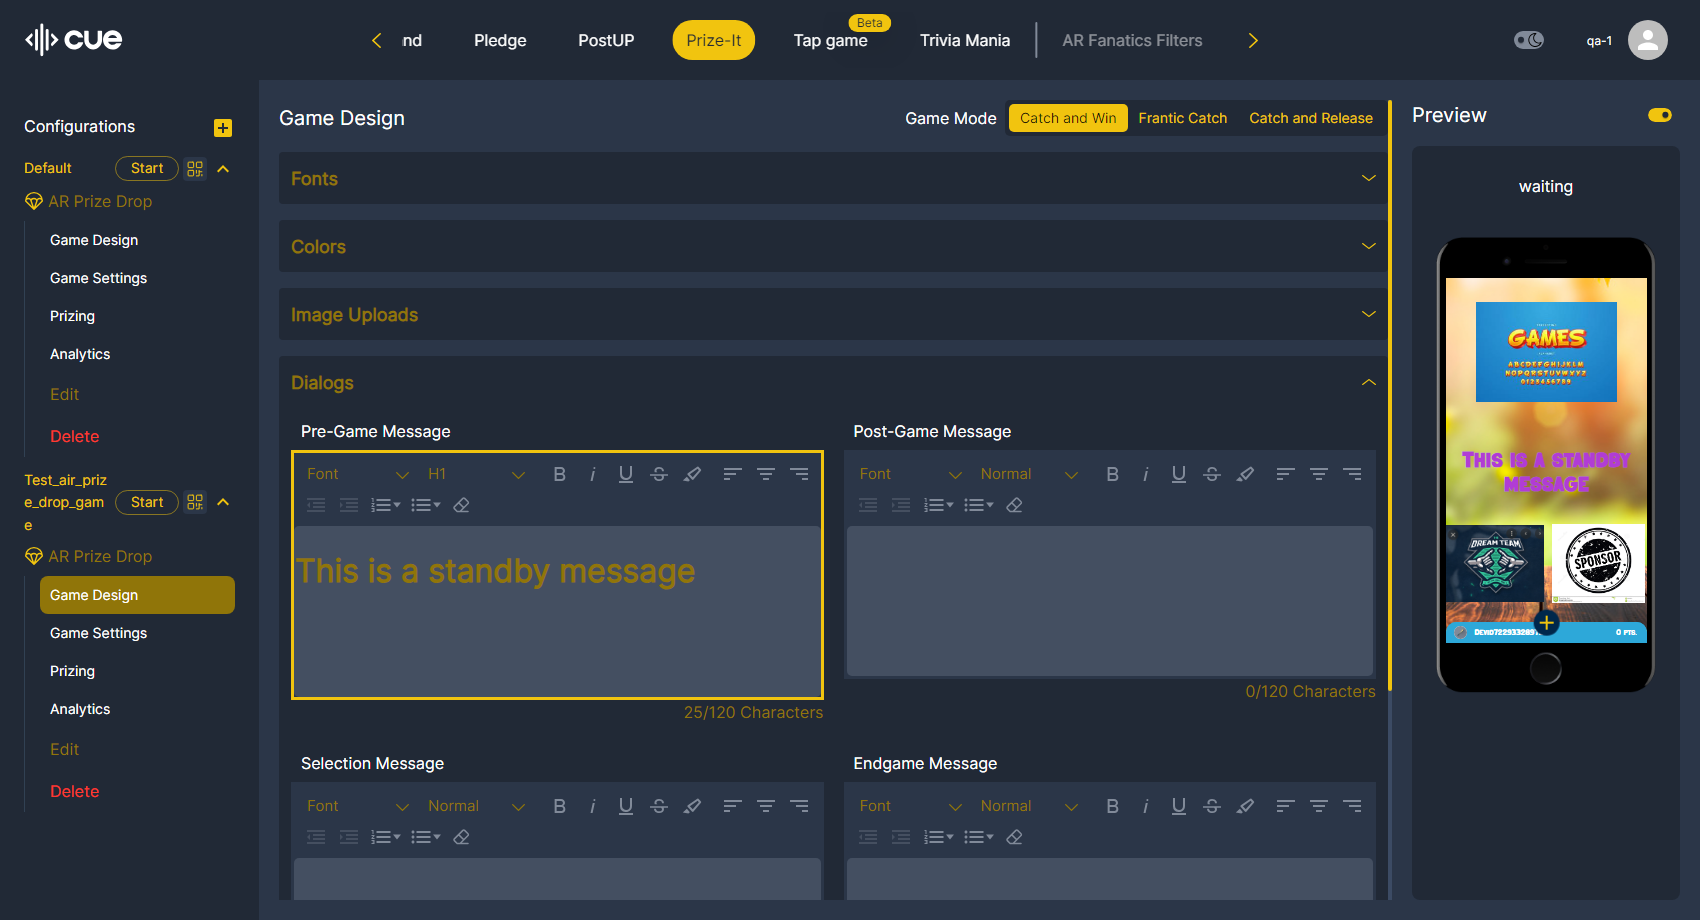 cue
nd
Pledge
PostUP
Prize-It
Beta
Tap game
Trivia Mania
AR Fanatics Filters
qa-1
Configurations
Default
Start
AR Prize Drop
Game Design
Game Settings
Prizing
Analytics
Edit
Delete
Test_air_priz
e_drop_gam
e
Start
AR Prize Drop
Game Design
Game Settings
Prizing
Analytics
Edit
Delete
Game Design
Game Mode
Catch and Win
Frantic Catch
Catch and Release
Fonts
Colors
Image Uploads
Dialogs
Pre-Game Message
Font
H1
This is a standby message
25/120 Characters
Post-Game Message
Font
Normal
0/120 Characters
Selection Message
Font
Normal
Endgame Message
Font
Normal
Preview
waiting
GAMES
ABCDEFGHIJKLM
NOPQRSTUVWXYZ
0123456789
This is a standby
message
DREAM TEAM
SPONSOR
0 PTS.